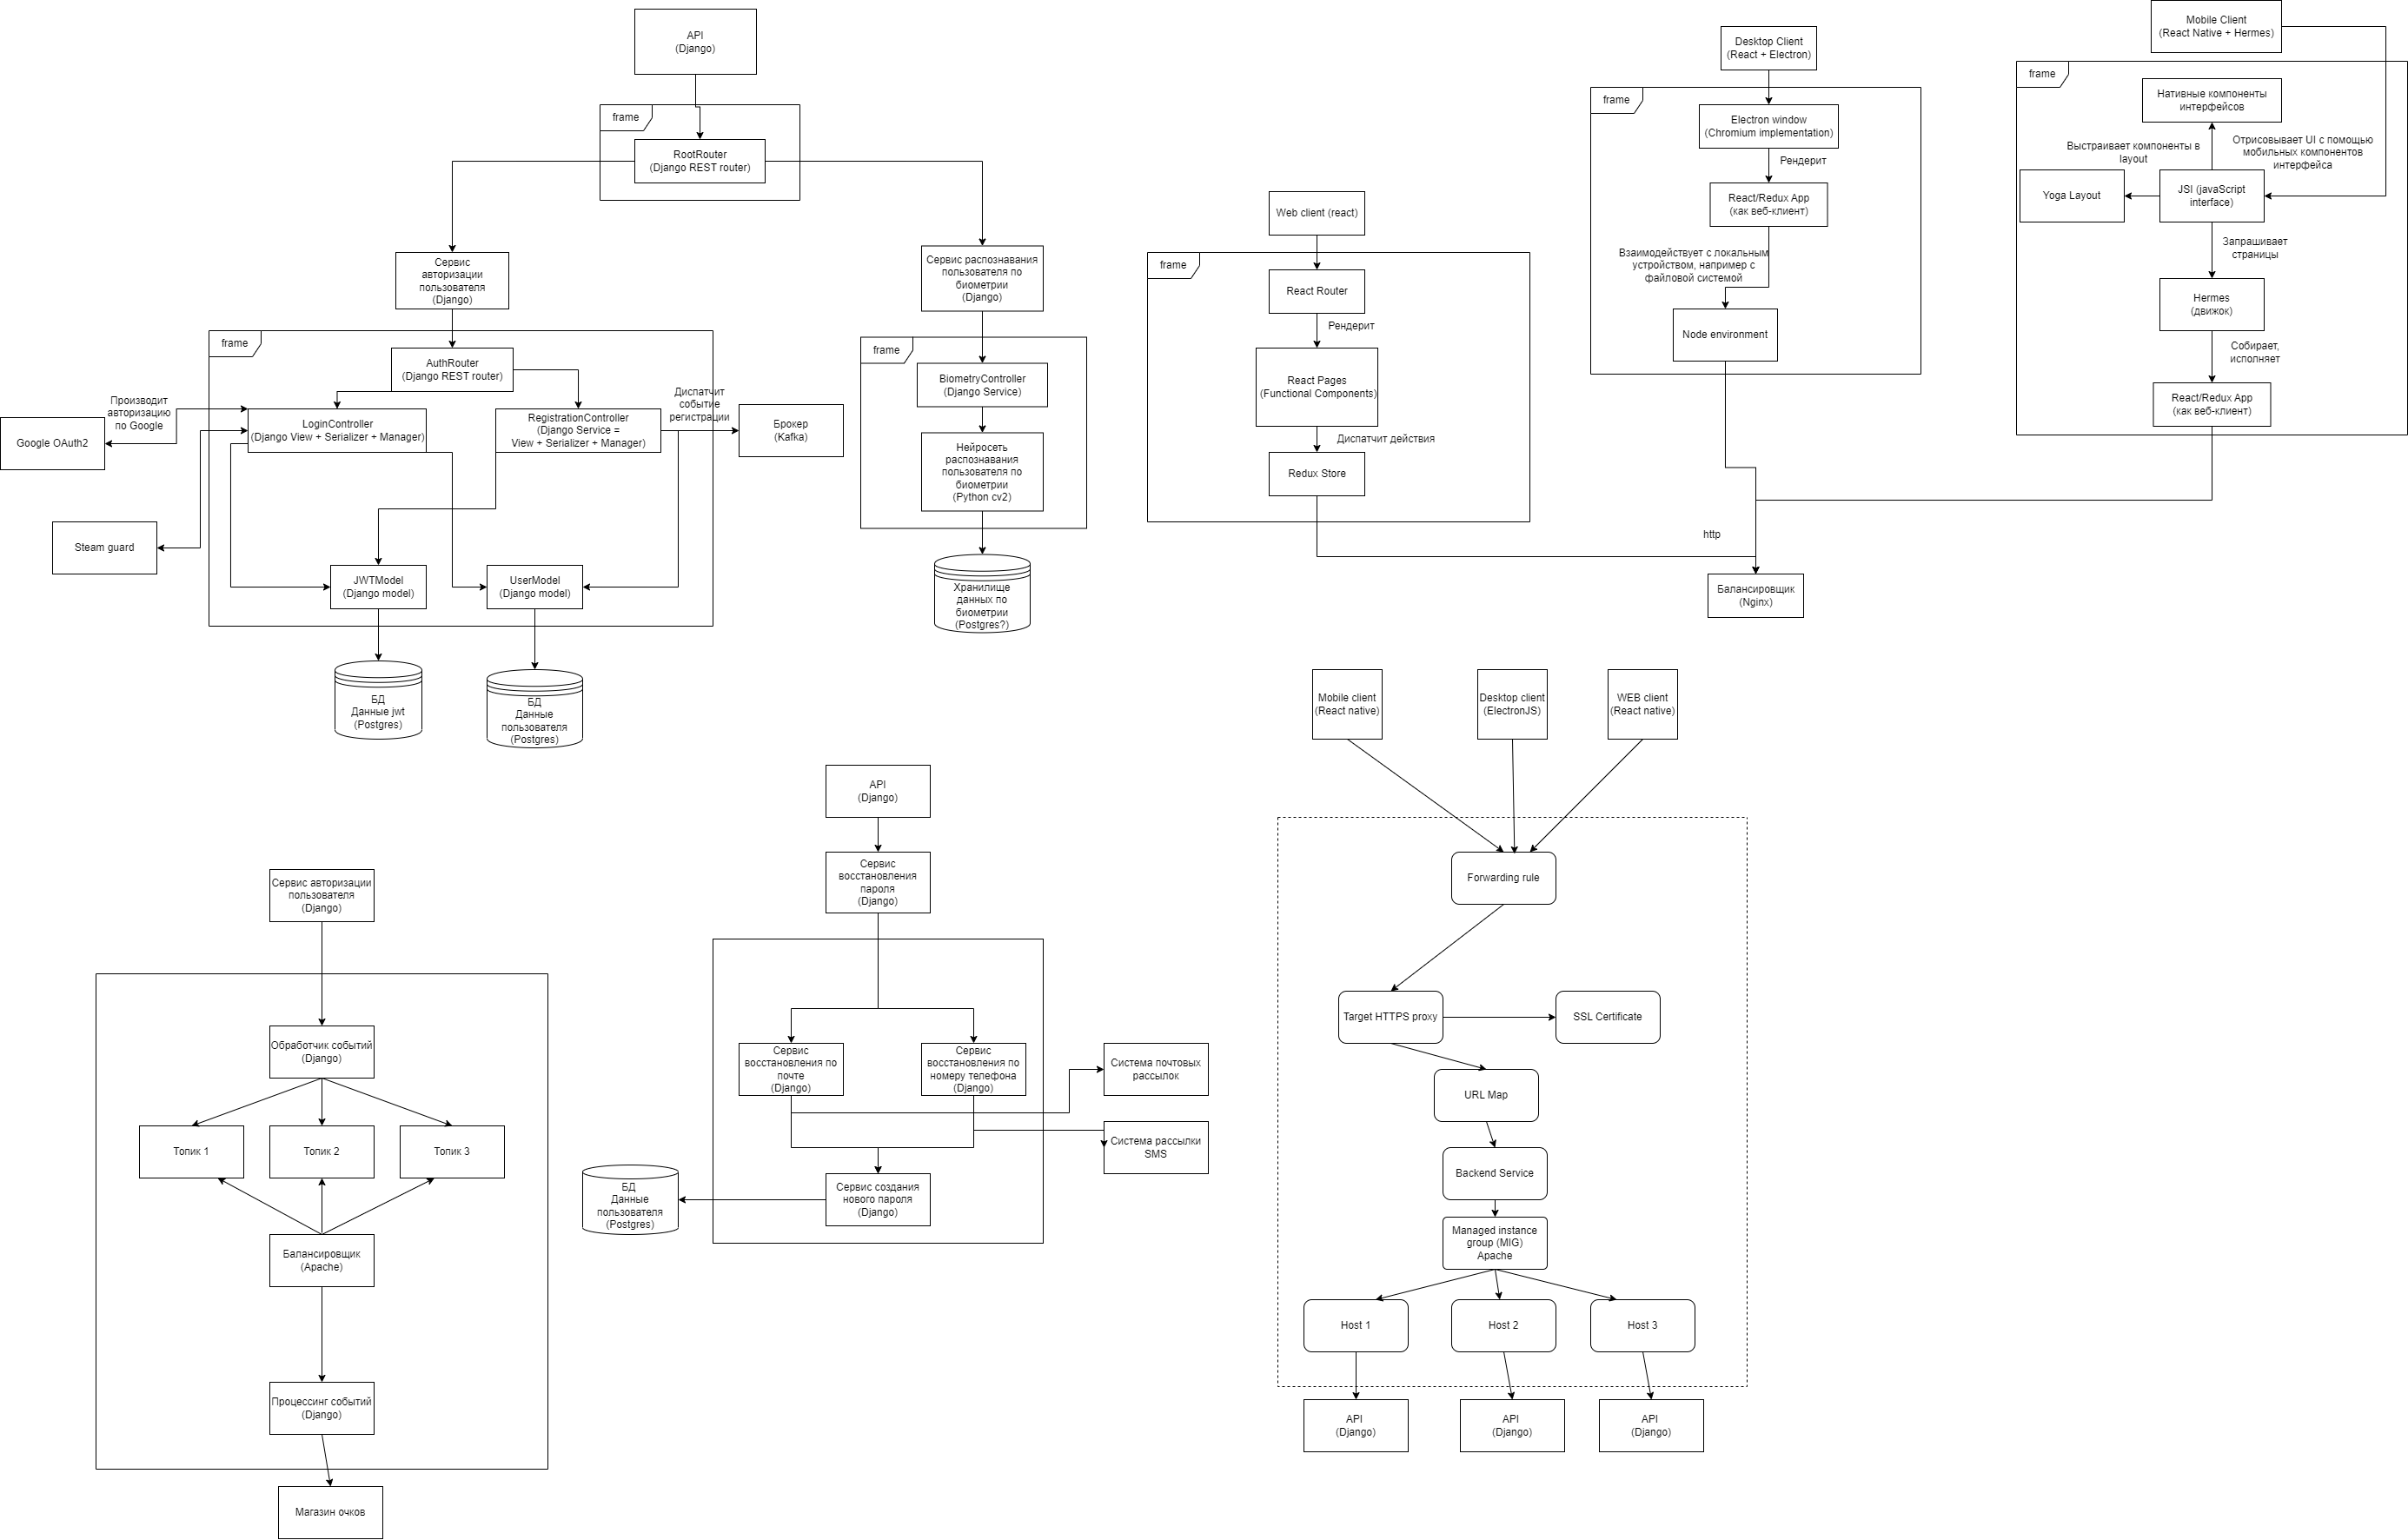 API
(Django)
frame
RootRouter
(Django REST router)
Сервис
авторизации
пользователя
(Django)
Сервис распознавания
пользователя по
биометрии
(Django)
frame
AuthRouter
(Django REST router)
Производит
авторизацию
по Google
Google OAuth2
LoginController
(Django View + Serializer + Manager)
RegistrationController
(Django Service =
View + Serializer + Manager)
Диспатчит
событие
регистрации
Брокер
(Kafka)
Steam guard
JWTModel
(Django model)
UserModel
(Django model)
БД
Данные jwt
(Postgres)
БД
Данные
пользователя
(Postgres)
frame
BiometryController
(Django Service)
Нейросеть
распознавания
пользователя по
биометрии
(Python cv2)
Хранилище
данных по
биометрии
(Postgres?)
Web client (react)
frame
React Router
Рендерит
React Pages
(Functional Components)
Диспатчит действия
Redux Store
Desktop Client
(React + Electron)
frame
Electron window
(Chromium implementation)
Рендерит
React/Redux App
(как веб-клиент)
Взаимодействует с локальным
устройством, например с
файловой системой
Node environment
Mobile Client
(React Native + Hermes)
frame
Нативные компоненты
интерфейсов
Выстраивает компоненты в
layout
Отрисовывает UI с помощью
мобильных компонентов
интерфейса
Yoga Layout
JSI (javaScript
interface)
Запрашивает
страницы
Hermes
(движок)
Собирает,
исполняет
React/Redux App
(как веб-клиент)
http
Балансировщик
(Nginx)
Сервис авторизации
пользователя
(Django)
Обработчик событий
(Django)
Топик 1
Топик 2
Топик 3
Балансировщик
(Apache)
Процессинг событий
(Django)
Магазин очков
API
(Django)
Сервис
восстановления
пароля
(Django)
Сервис
восстановления по
почте
(Django)
Сервис
восстановления по
номеру телефона
(Django)
Система почтовых
рассылок
Система рассылки
SMS
Сервис создания
нового пароля
(Django)
БД
Данные
пользователя
(Postgres)
Mobile client
(React native)
Desktop client
(ElectronJS)
WEB client
(React native)
Forwarding rule
Target HTTPS proxy
SSL Certificate
URL Map
Backend Service
Managed instance
group (MIG)
Apache
Host 1
Host 2
Host 3
API
(Django)
API
(Django)
API
(Django)